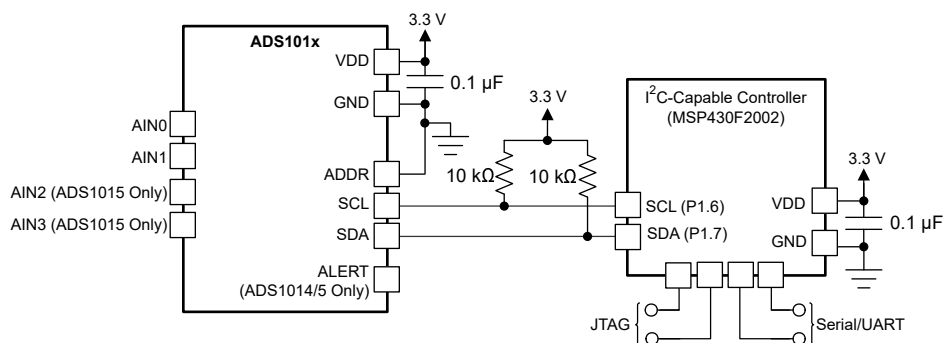 3.3 V
ADS101x
VDD
0.1 µF
GND
AIN0
AIN1
AIN2 (ADS1015 Only)
AIN3 (ADS1015 Only)
ADDR
SCL
SDA
ALERT
(ADS1014/5 Only)
3.3 V
10 kΩ
10 kΩ
I²C-Capable Controller
(MSP430F2002)
SCL (P1.6)
SDA (P1.7)
3.3 V
VDD
0.1 µF
GND
JTAG
Serial/UART